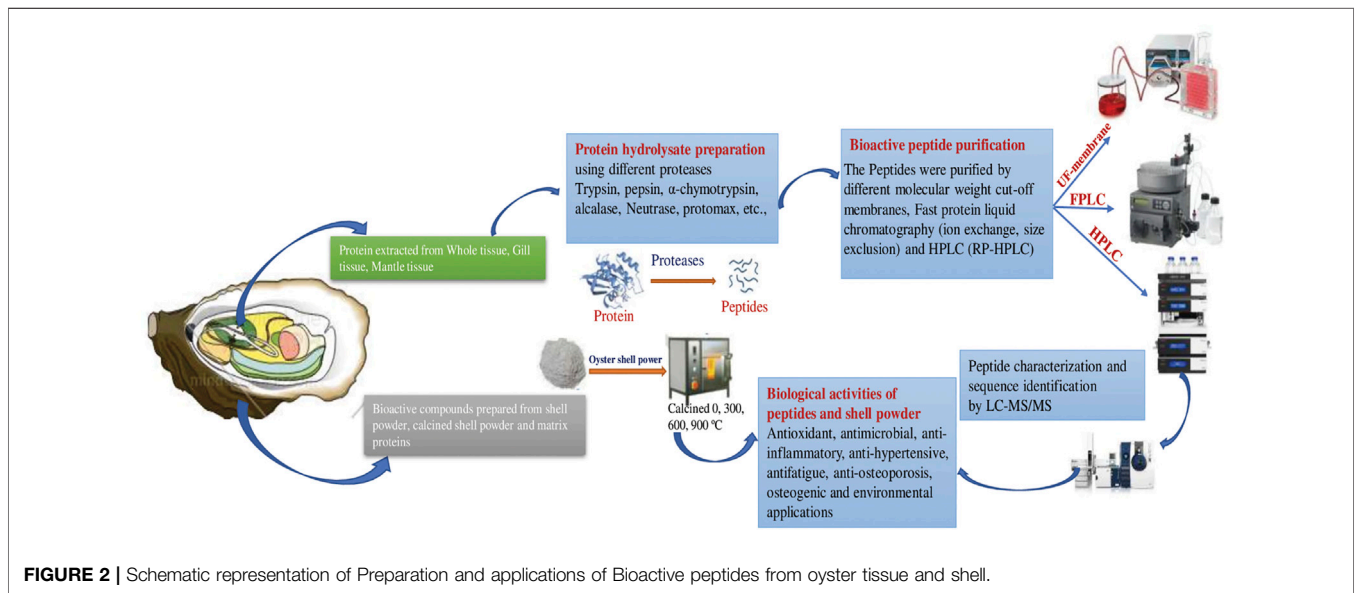 Protein extracted from Whole tissue, Gill
tissue, Mantle tissue
Protein hydrolysate preparation
using different proteases
Trypsin, pepsin, α-chymotrypsin,
alcalase, Neutrase, protomax, etc.,
Proteases
Protein
Peptides
Bioactive peptide purification
The Peptides were purified by
different molecular weight cut-off
membranes, Fast protein liquid
chromatography (ion exchange, size
exclusion) and HPLC (RP-HPLC)
UF-membrane
FPLC
HPLC
Peptide characterization and
sequence identification
by LC-MS/MS
Bioactive compounds prepared from shell
powder, calcined shell powder and matrix
proteins
Oyster shell power
Calcined 0, 300,
600, 900 °C
Biological activities of
peptides and shell powder
Antioxidant, antimicrobial, anti-
inflammatory, anti-hypertensive,
antifatigue, anti-osteoporosis,
osteogenic and environmental
applications
FIGURE 2 | Schematic representation of Preparation and applications of Bioactive peptides from oyster tissue and shell.